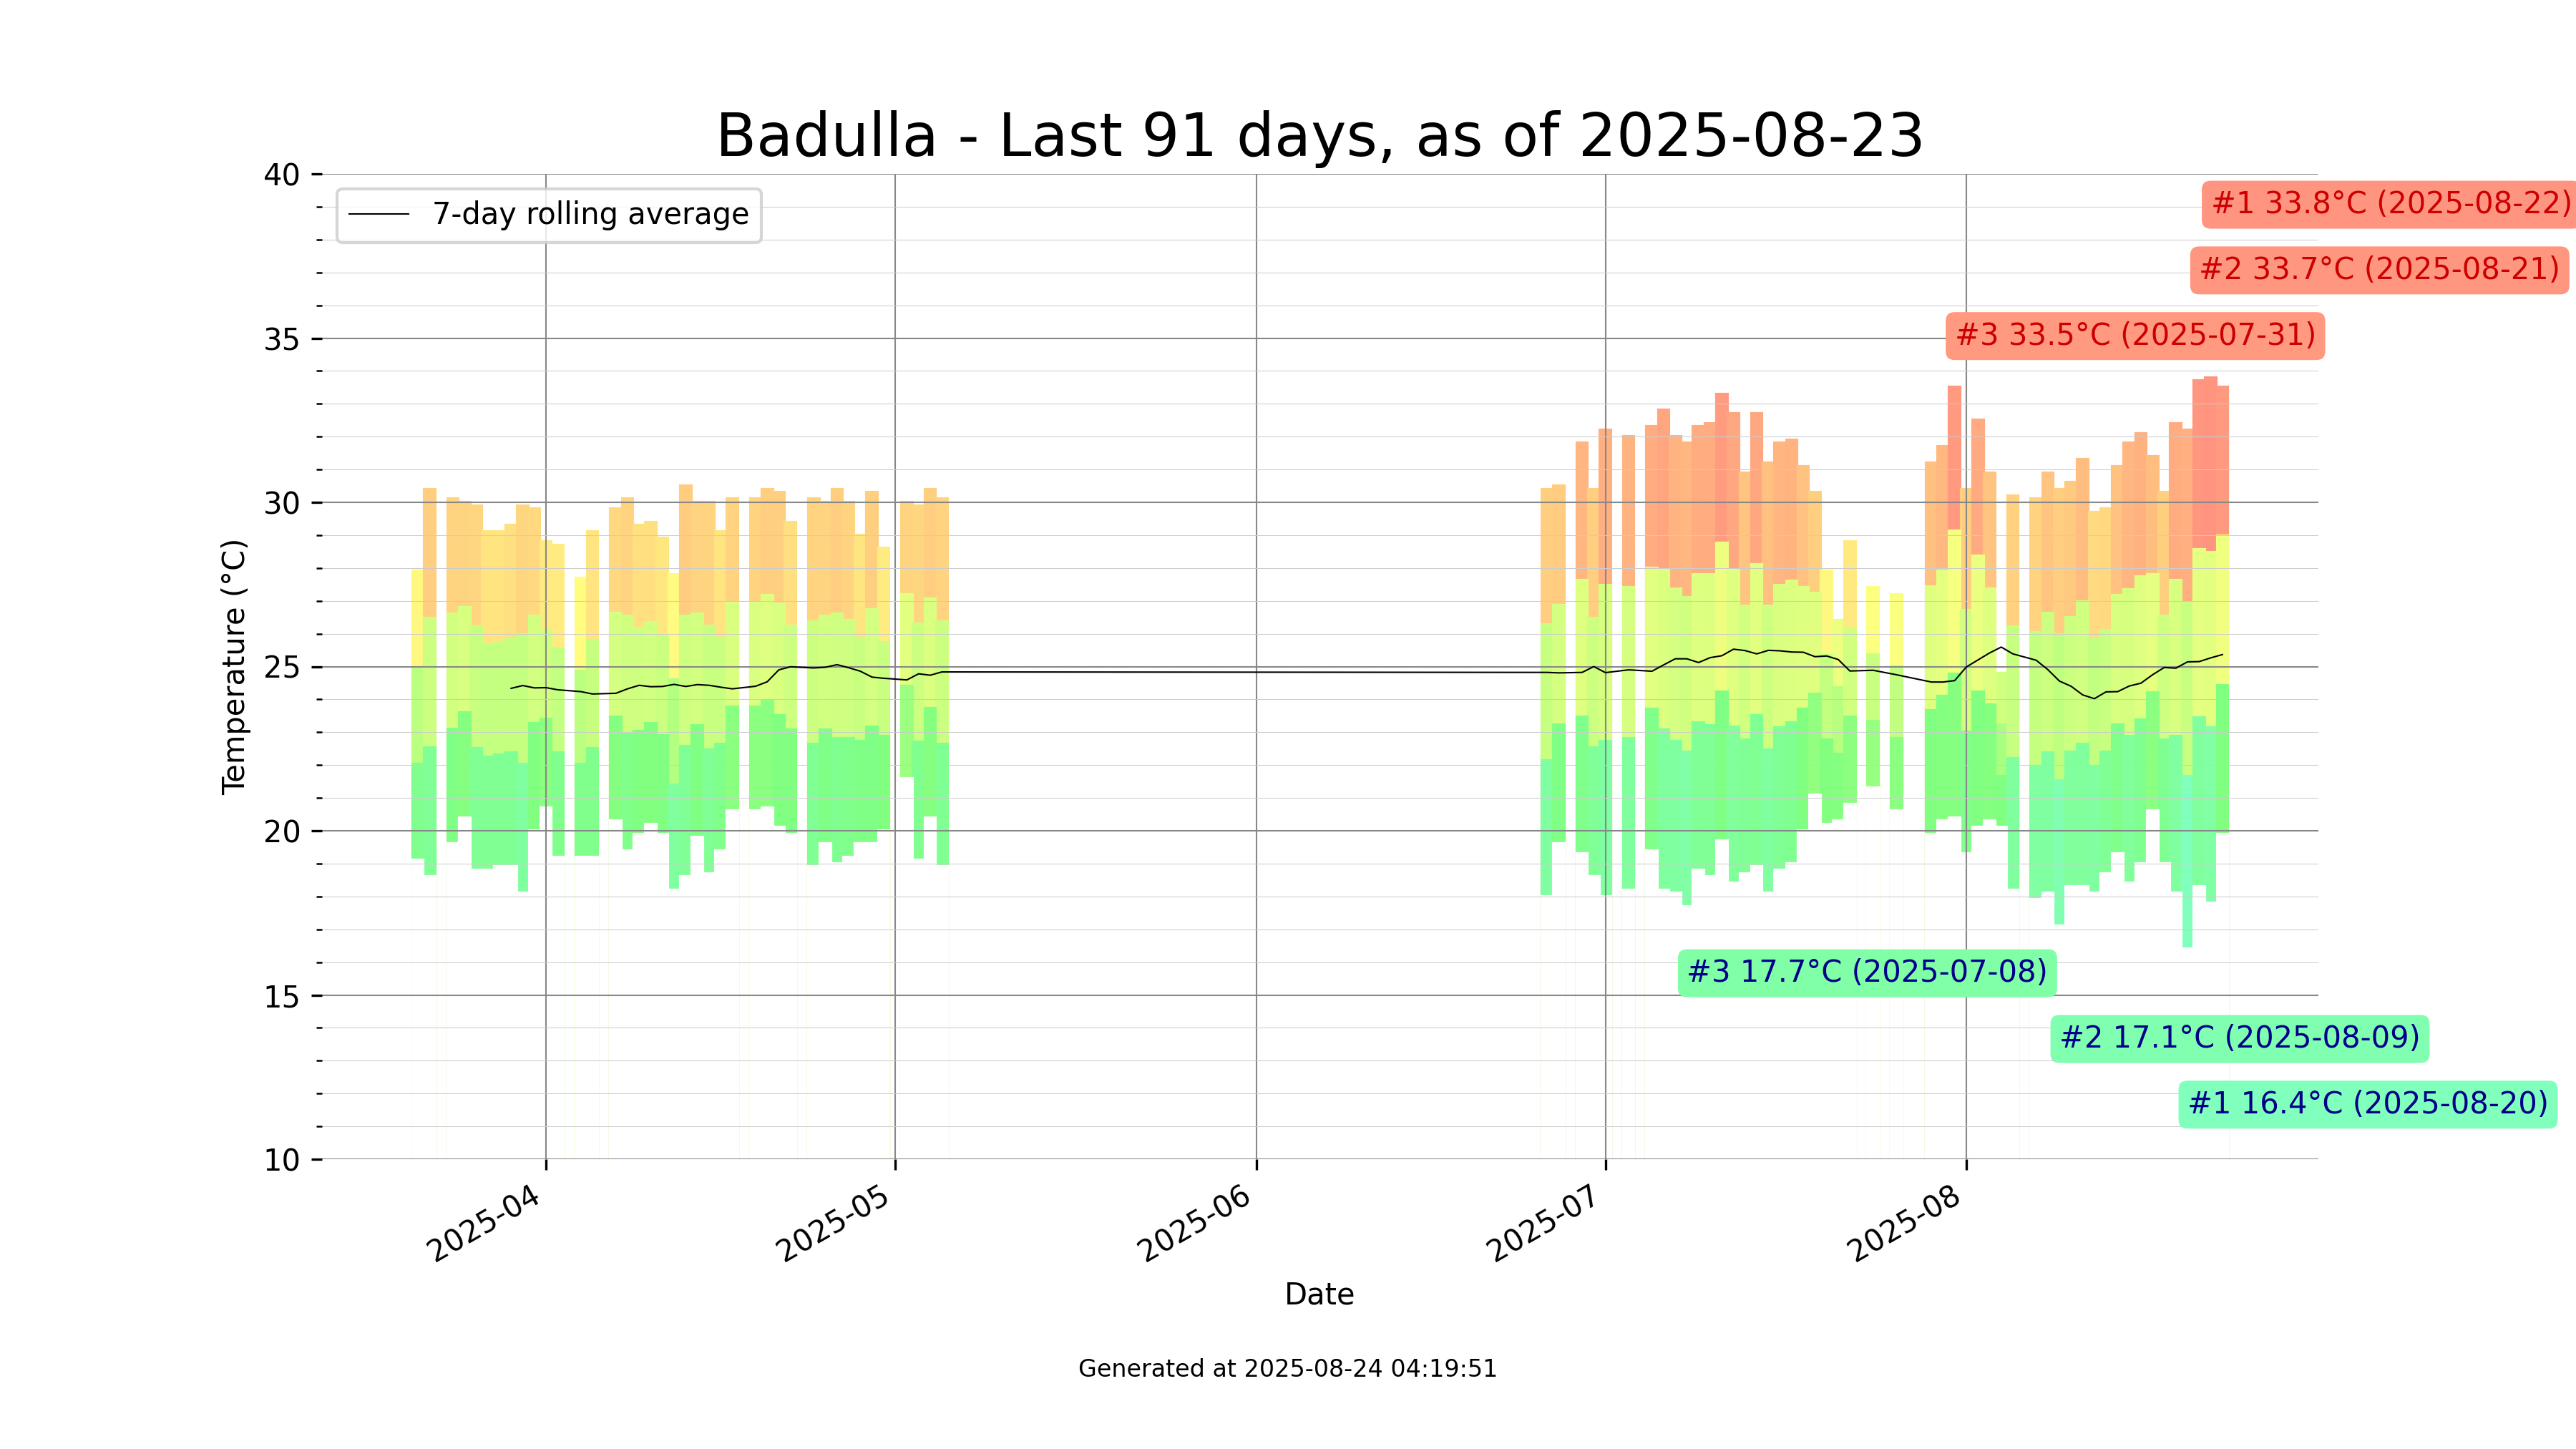 Badulla - Last 91 days, as of 2025-08-23
7-day rolling average
#1 33.8°C (2025-08-22)
#2 33.7°C (2025-08-21)
#3 33.5°C (2025-07-31)
#3 17.7°C (2025-07-08)
#2 17.1°C (2025-08-09)
#1 16.4°C (2025-08-20)
Temperature (°C)
40
35
30
25
20
15
10
2025-04
2025-05
2025-06
2025-07
2025-08
Date
Generated at 2025-08-24 04:19:51